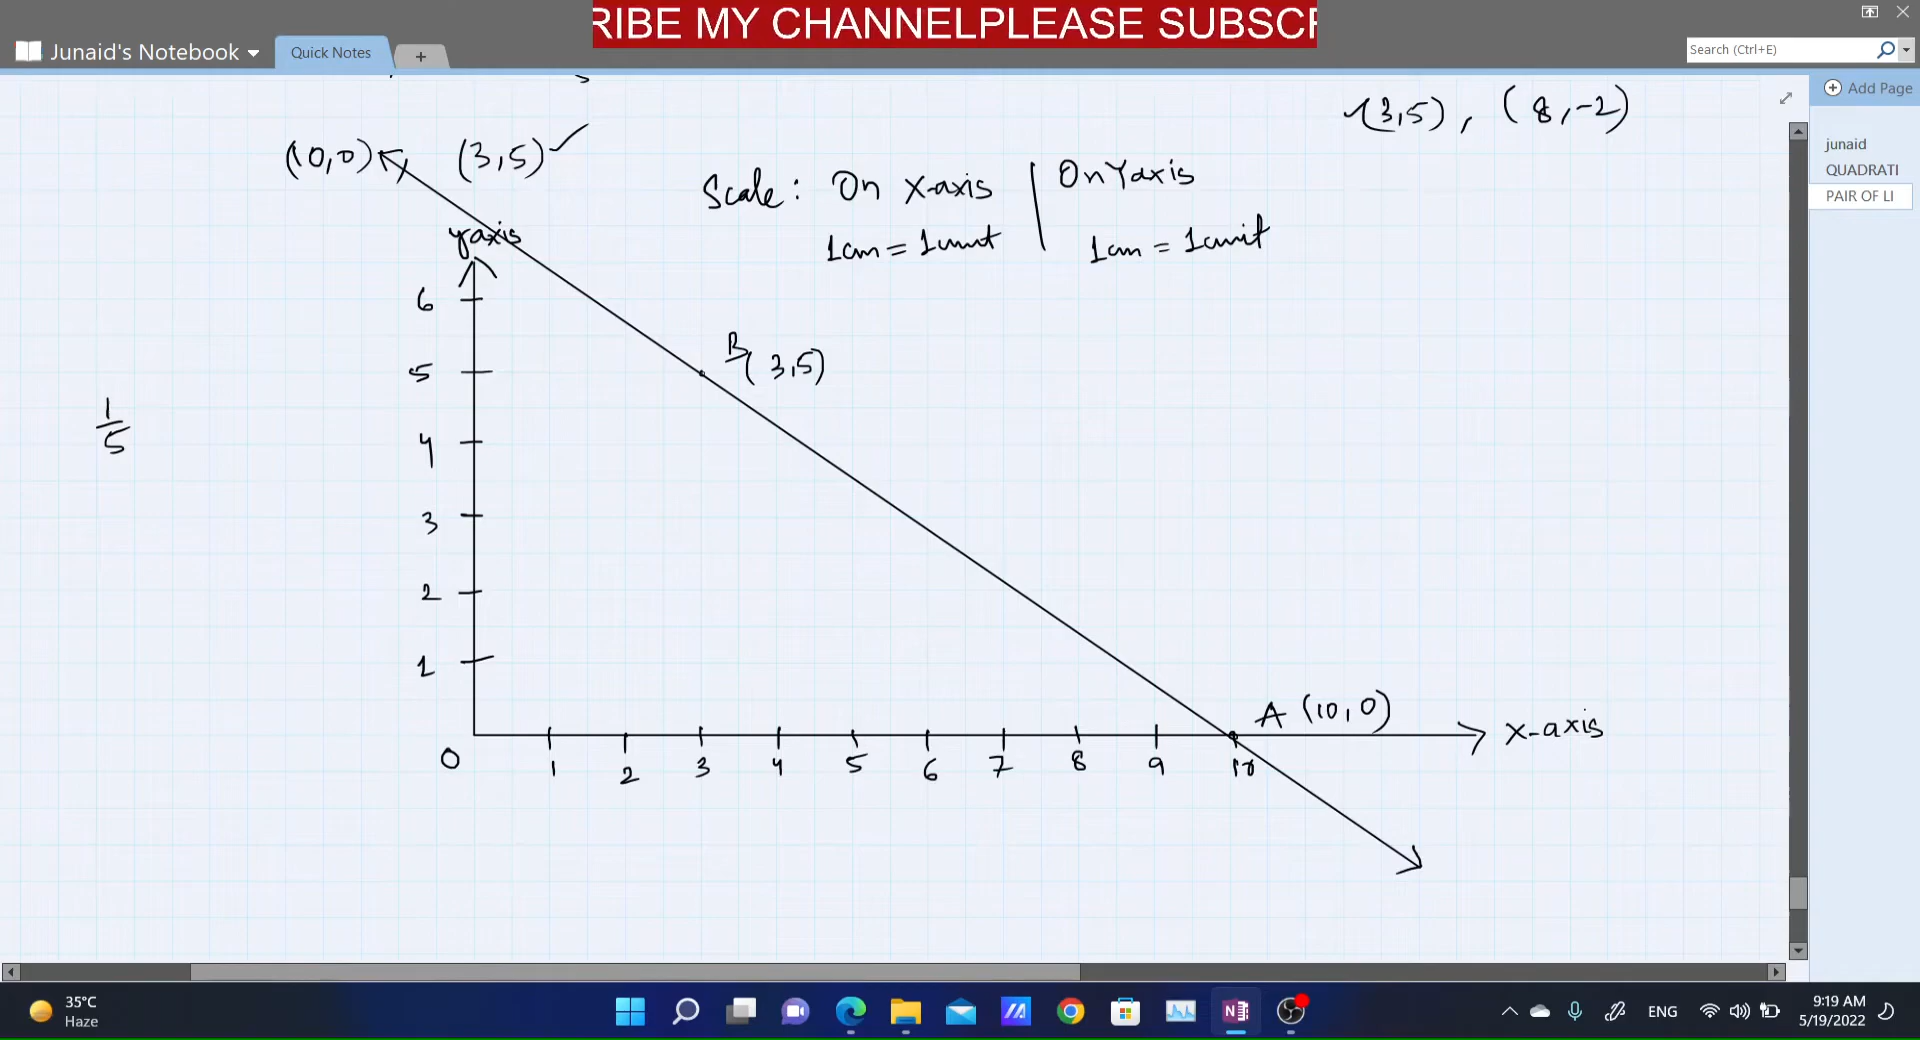 RIBE MY CHANNELPLEASE SUBSCR
Junaid's Notebook
Quick Notes
Search (Ctrl+E)
Add Page
junaid
QUADRATI
PAIR OF LI
(3,5), (8,-2)
(10,0) (3,5)
Scale: On X-axis | On Y axis
1cm = 1unit 1cm = 1unit
y axis
6
B(3,5)
5
1/5
4
3
2
1
A (10,0)
X-axis
0 1 2 3 4 5 6 7 8 9 10
35°C
Haze
ENG
9:19 AM
5/19/2022